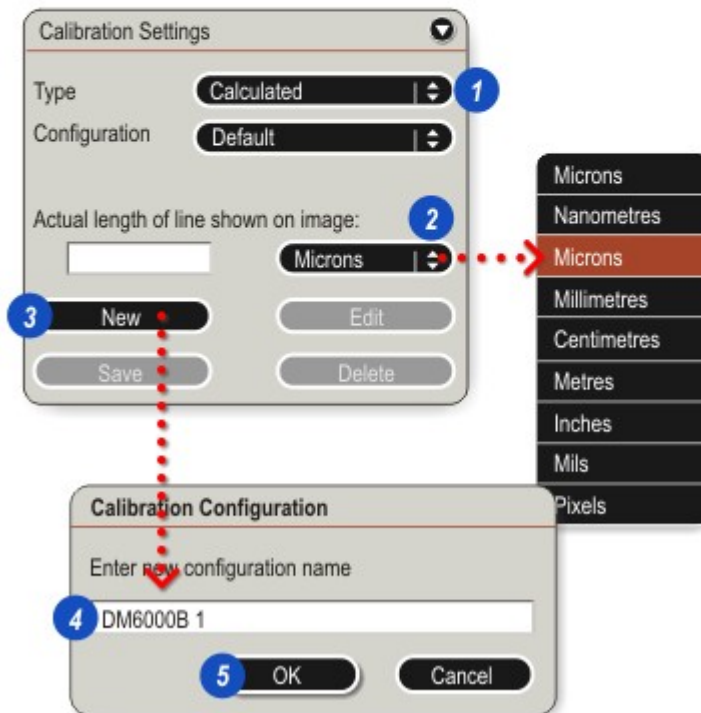 Calibration Settings
Type
Calculated
1
Configuration
Default
Actual length of line shown on image:
2
Microns
3
New
Edit
Save
Delete
Microns
Nanometres
Microns
Millimetres
Centimetres
Metres
Inches
Mils
Pixels
Calibration Configuration
Enter new configuration name
4
DM6000B 1
5
OK
Cancel